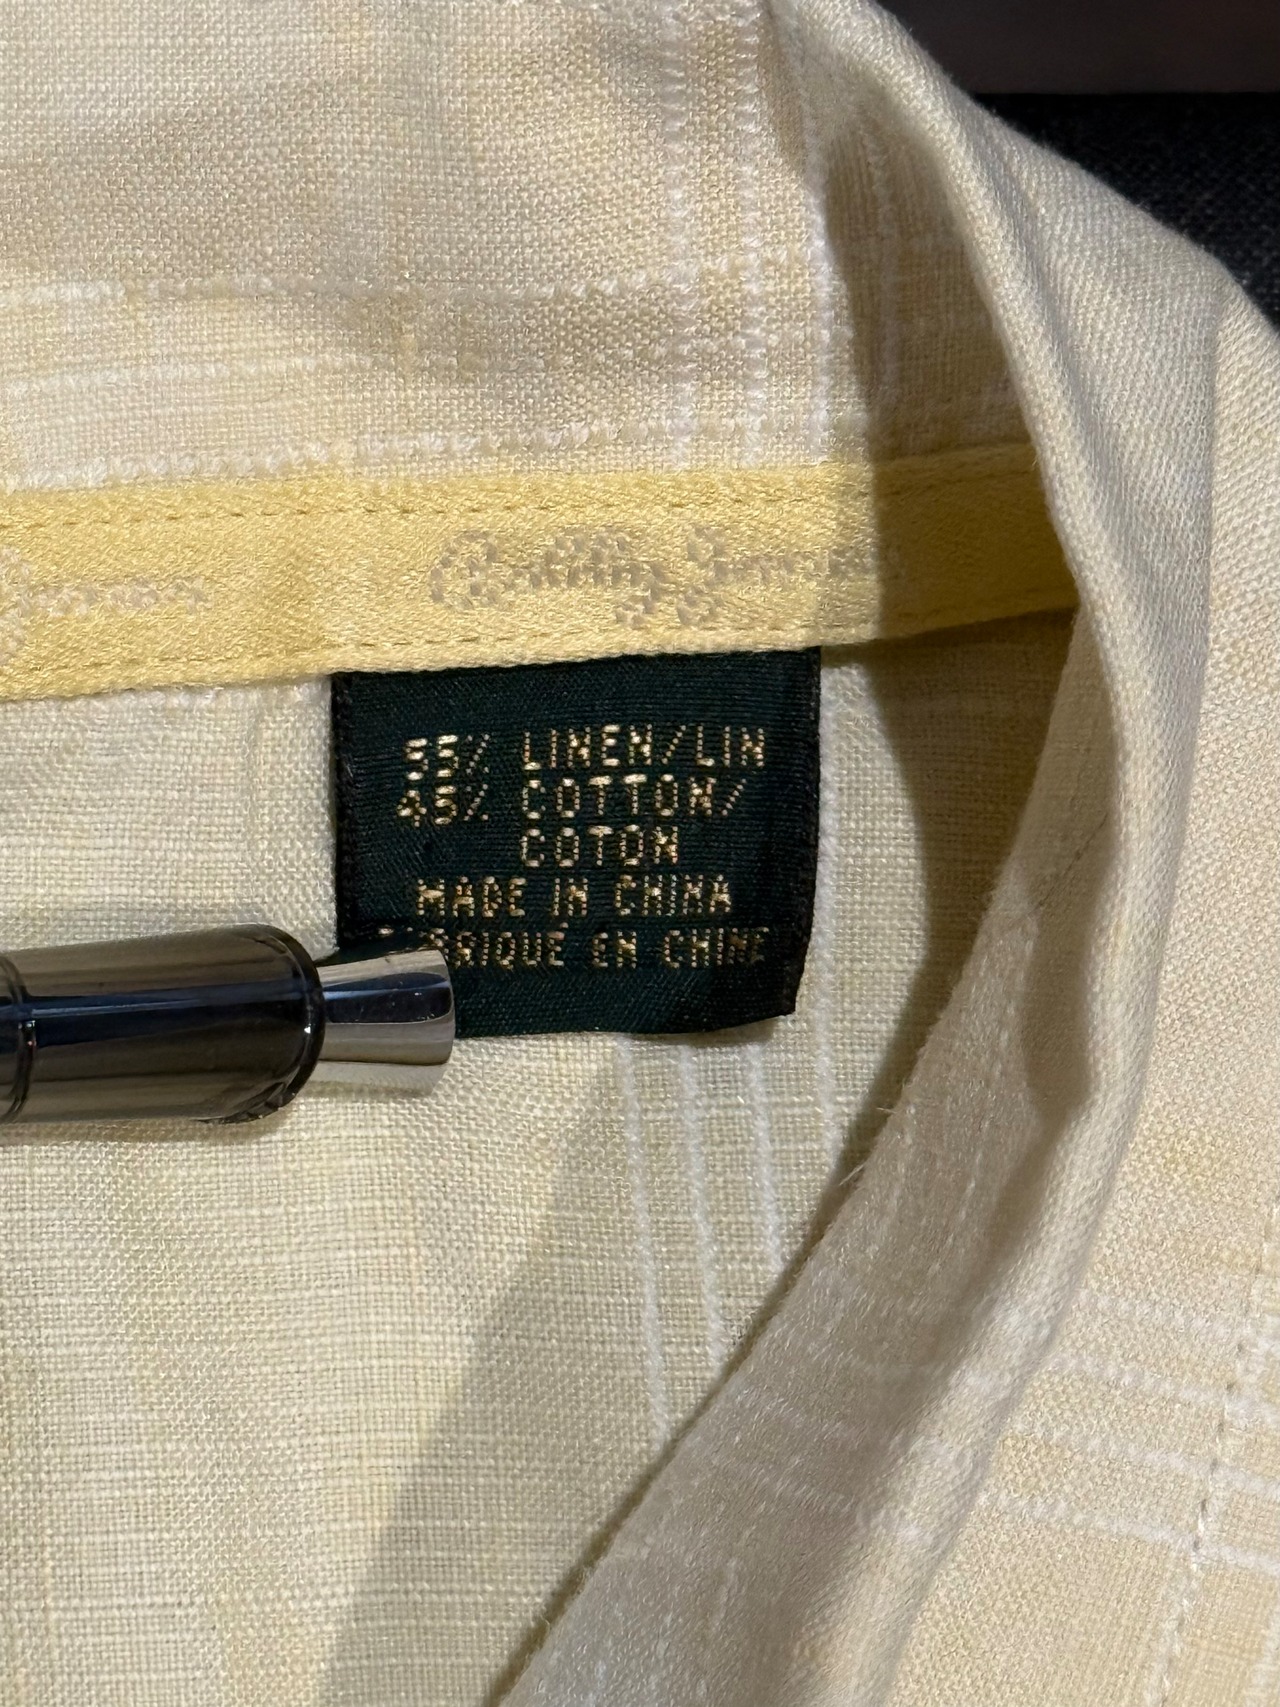 55% LINEN/LIN
45% COTTON/
COTON
MADE IN CHINA
EN CHINE